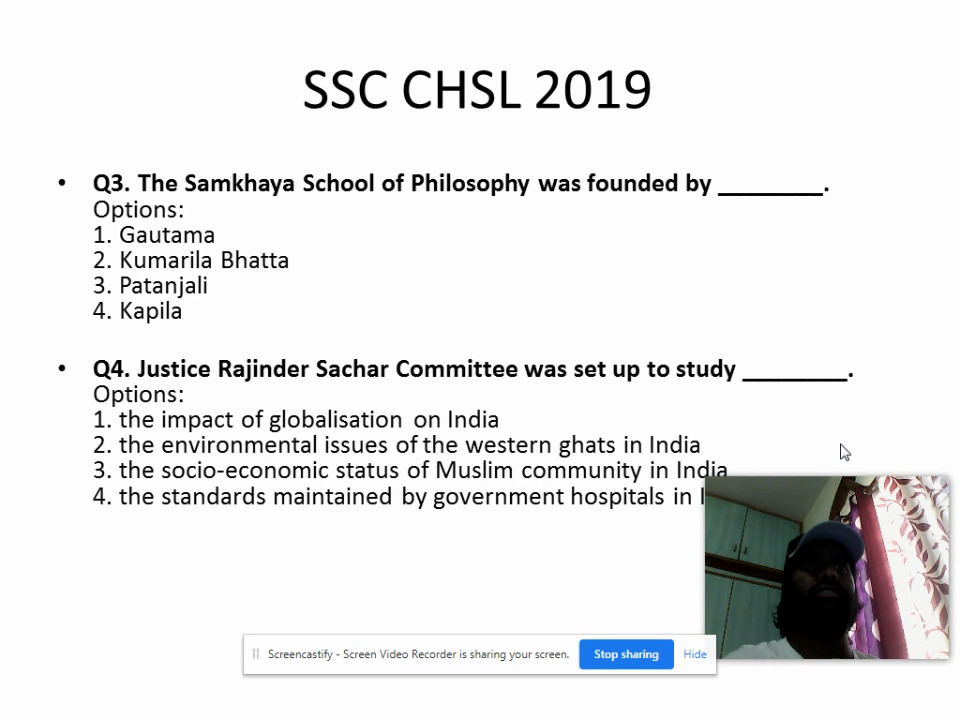 SSC CHSL 2019
• Q3. The Samkhaya School of Philosophy was founded by ________.
Options:
1. Gautama
2. Kumarila Bhatta
3. Patanjali
4. Kapila
• Q4. Justice Rajinder Sachar Committee was set up to study ________.
Options:
1. the impact of globalisation on India
2. the environmental issues of the western ghats in India
3. the socio-economic status of Muslim community in India
4. the standards maintained by government hospitals in
Screencastify - Screen Video Recorder is sharing your screen. Stop sharing Hide